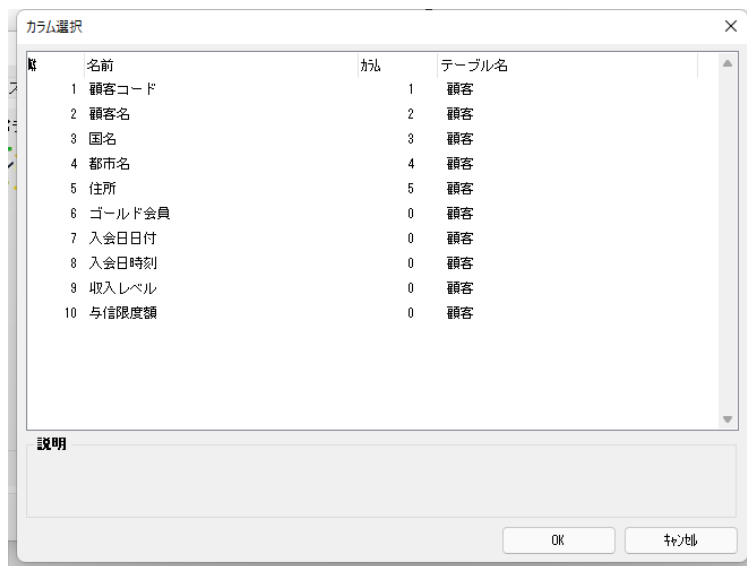 カラム選択
# 名前 ｶﾗﾑ テーブル名
1 顧客コード 1 顧客
2 顧客名 2 顧客
3 国名 3 顧客
4 都市名 4 顧客
5 住所 5 顧客
6 ゴールド会員 0 顧客
7 入会日日付 0 顧客
8 入会日時刻 0 顧客
9 収入レベル 0 顧客
10 与信限度額 0 顧客
説明
OK ｷｬﾝｾﾙ